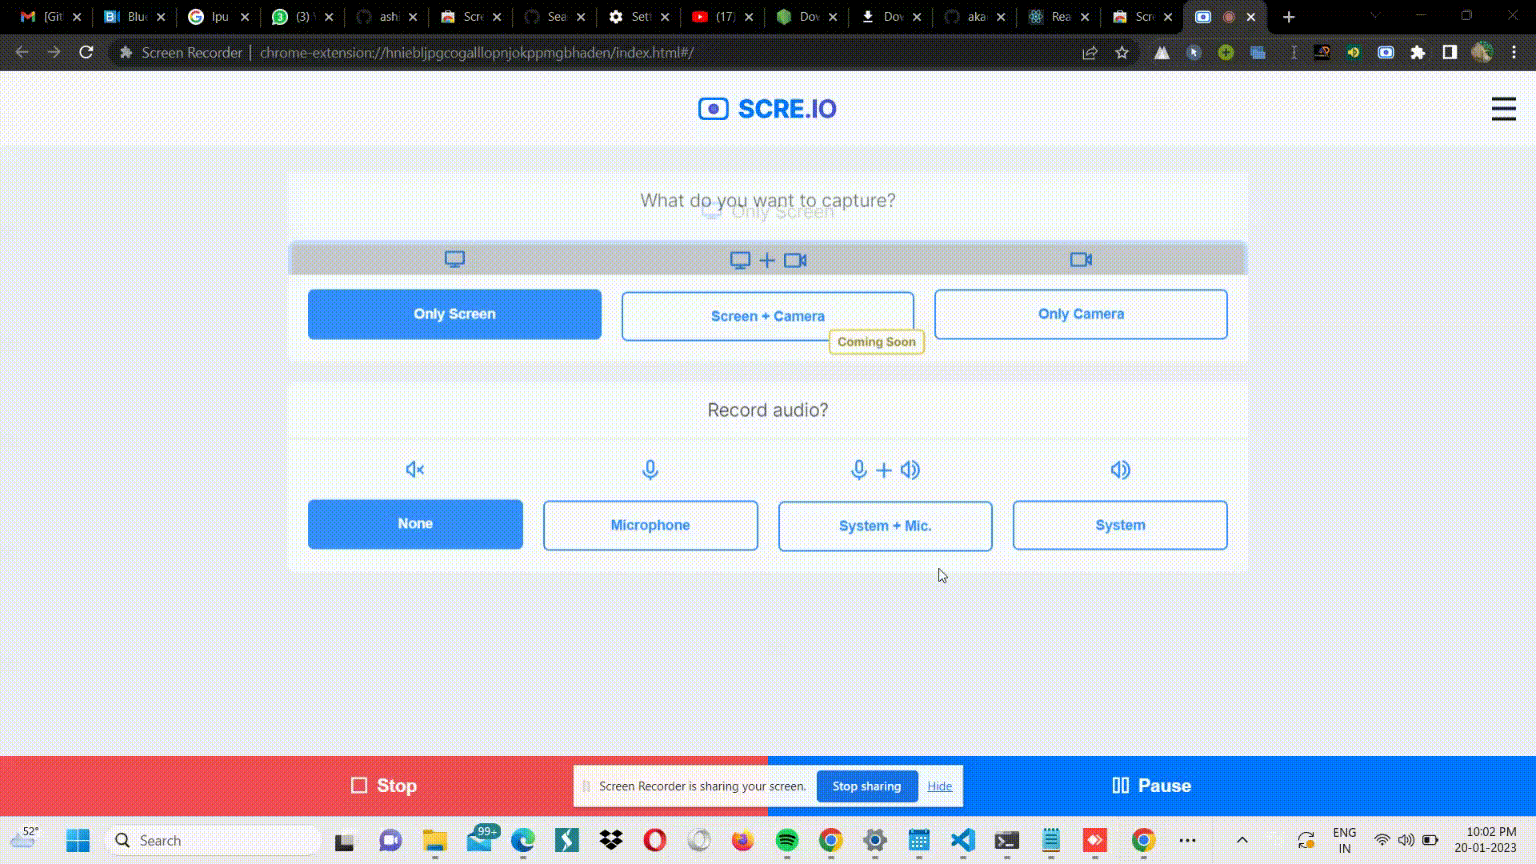 [Git
Blue
Ipu
(3)
ashi
Scre
Sea
Sett
(17
Dov
Dov
aka
Rea
Scre
Screen Recorder | chrome-extension://hniebljpgcogalllopnjokppmgbhaden/index.html#/
SCRE.IO
What do you want to capture?
Only Screen
Only Screen
Screen + Camera
Only Camera
Coming Soon
Record audio?
None
Microphone
System + Mic.
System
Stop
Screen Recorder is sharing your screen.
Stop sharing
Hide
Pause
52°
Search
99+
ENG
IN
10:02 PM
20-01-2023